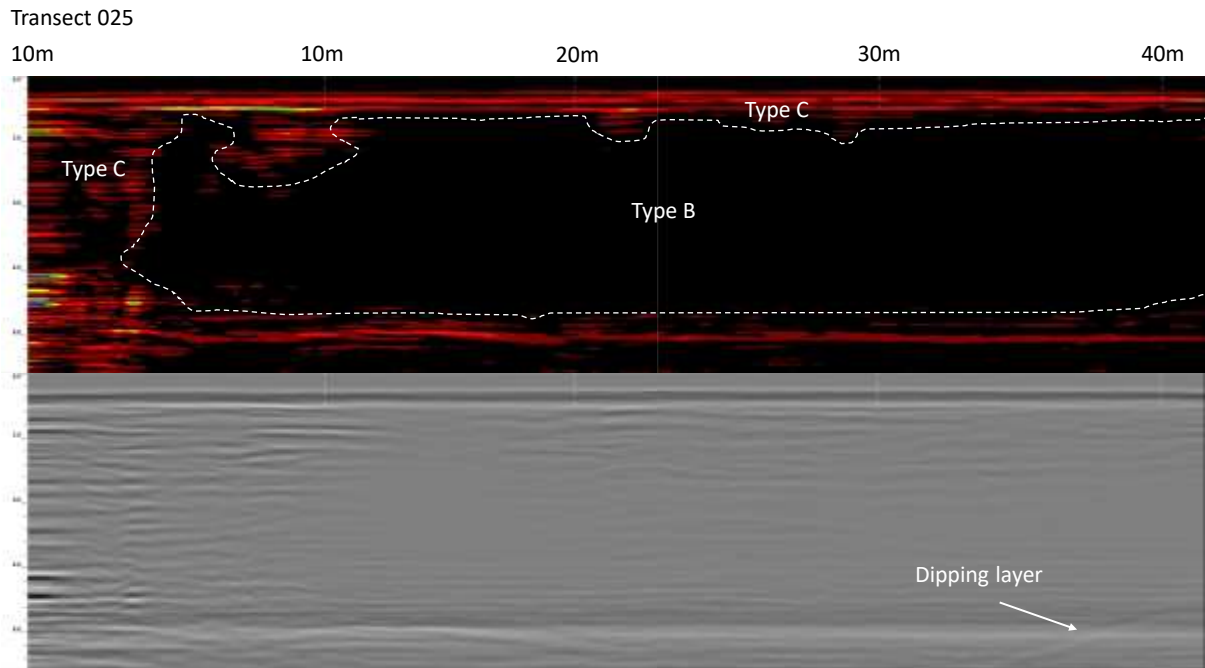 Transect 025
10m 10m 20m 30m 40m
Type C
Type C
Type B
Dipping layer